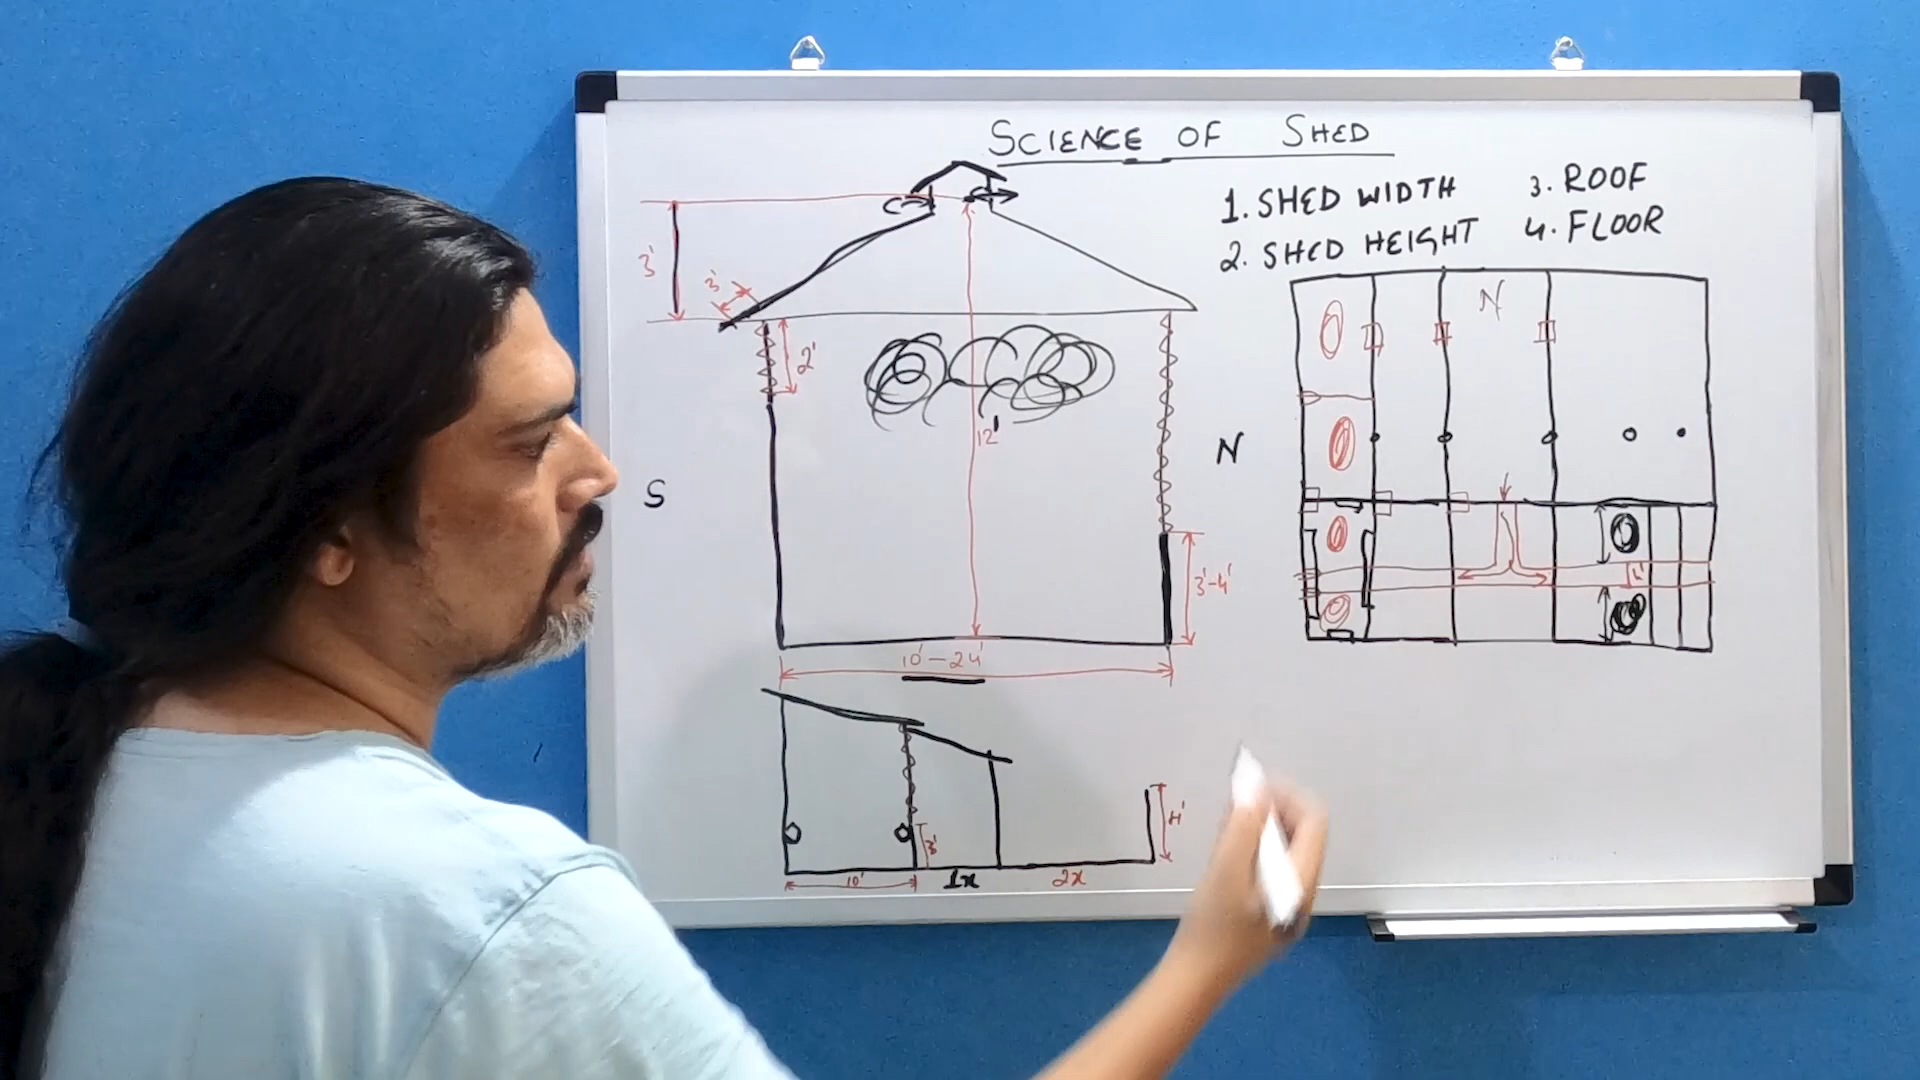 SCIENCE OF SHED
1. SHED WIDTH
2. SHED HEIGHT
3. ROOF
4. FLOOR
3'
3'
2'
12'
S
N
N
3'-4'
10'-24'
4'
3'
10'
1x
2x